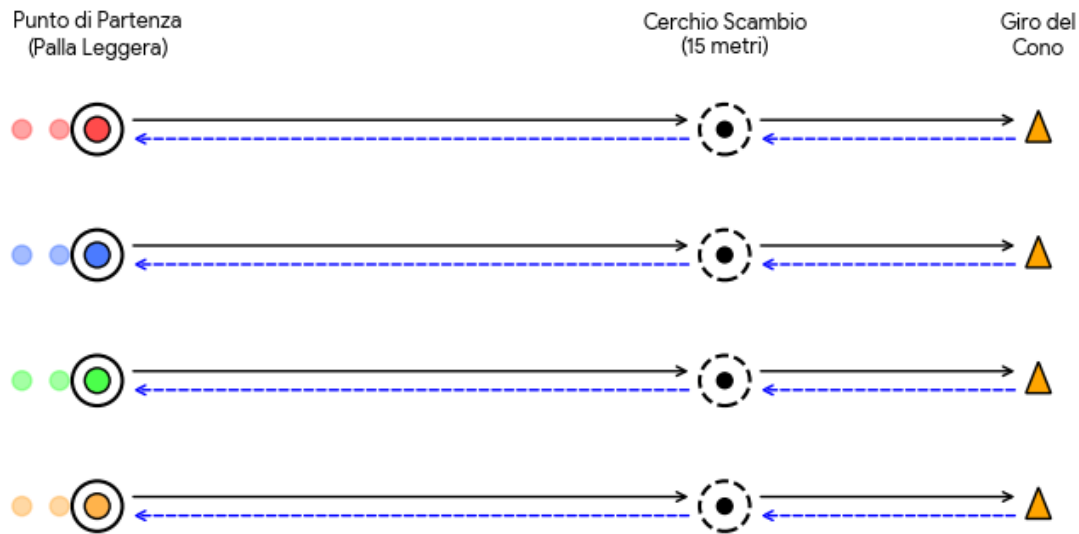 Punto di Partenza
(Palla Leggera)
Cerchio Scambio
(15 metri)
Giro del
Cono